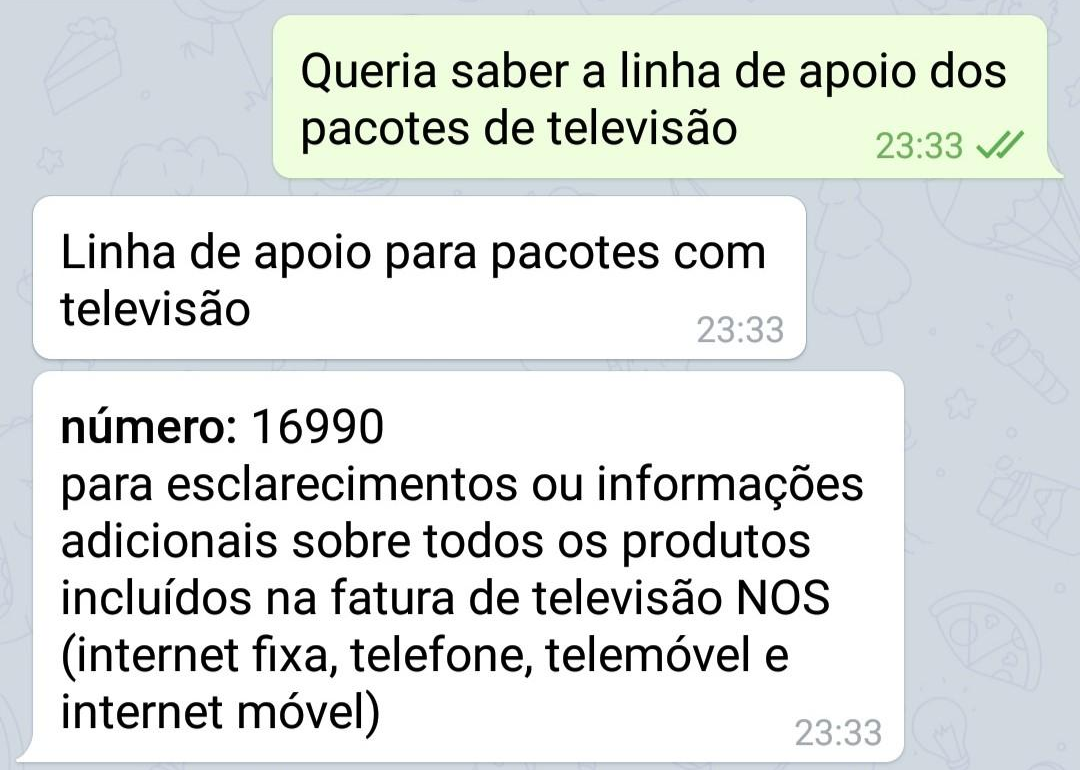 Queria saber a linha de apoio dos
pacotes de televisão
23:33
Linha de apoio para pacotes com
televisão
23:33
número: 16990
para esclarecimentos ou informações
adicionais sobre todos os produtos
incluídos na fatura de televisão NOS
(internet fixa, telefone, telemóvel e
internet móvel)
23:33